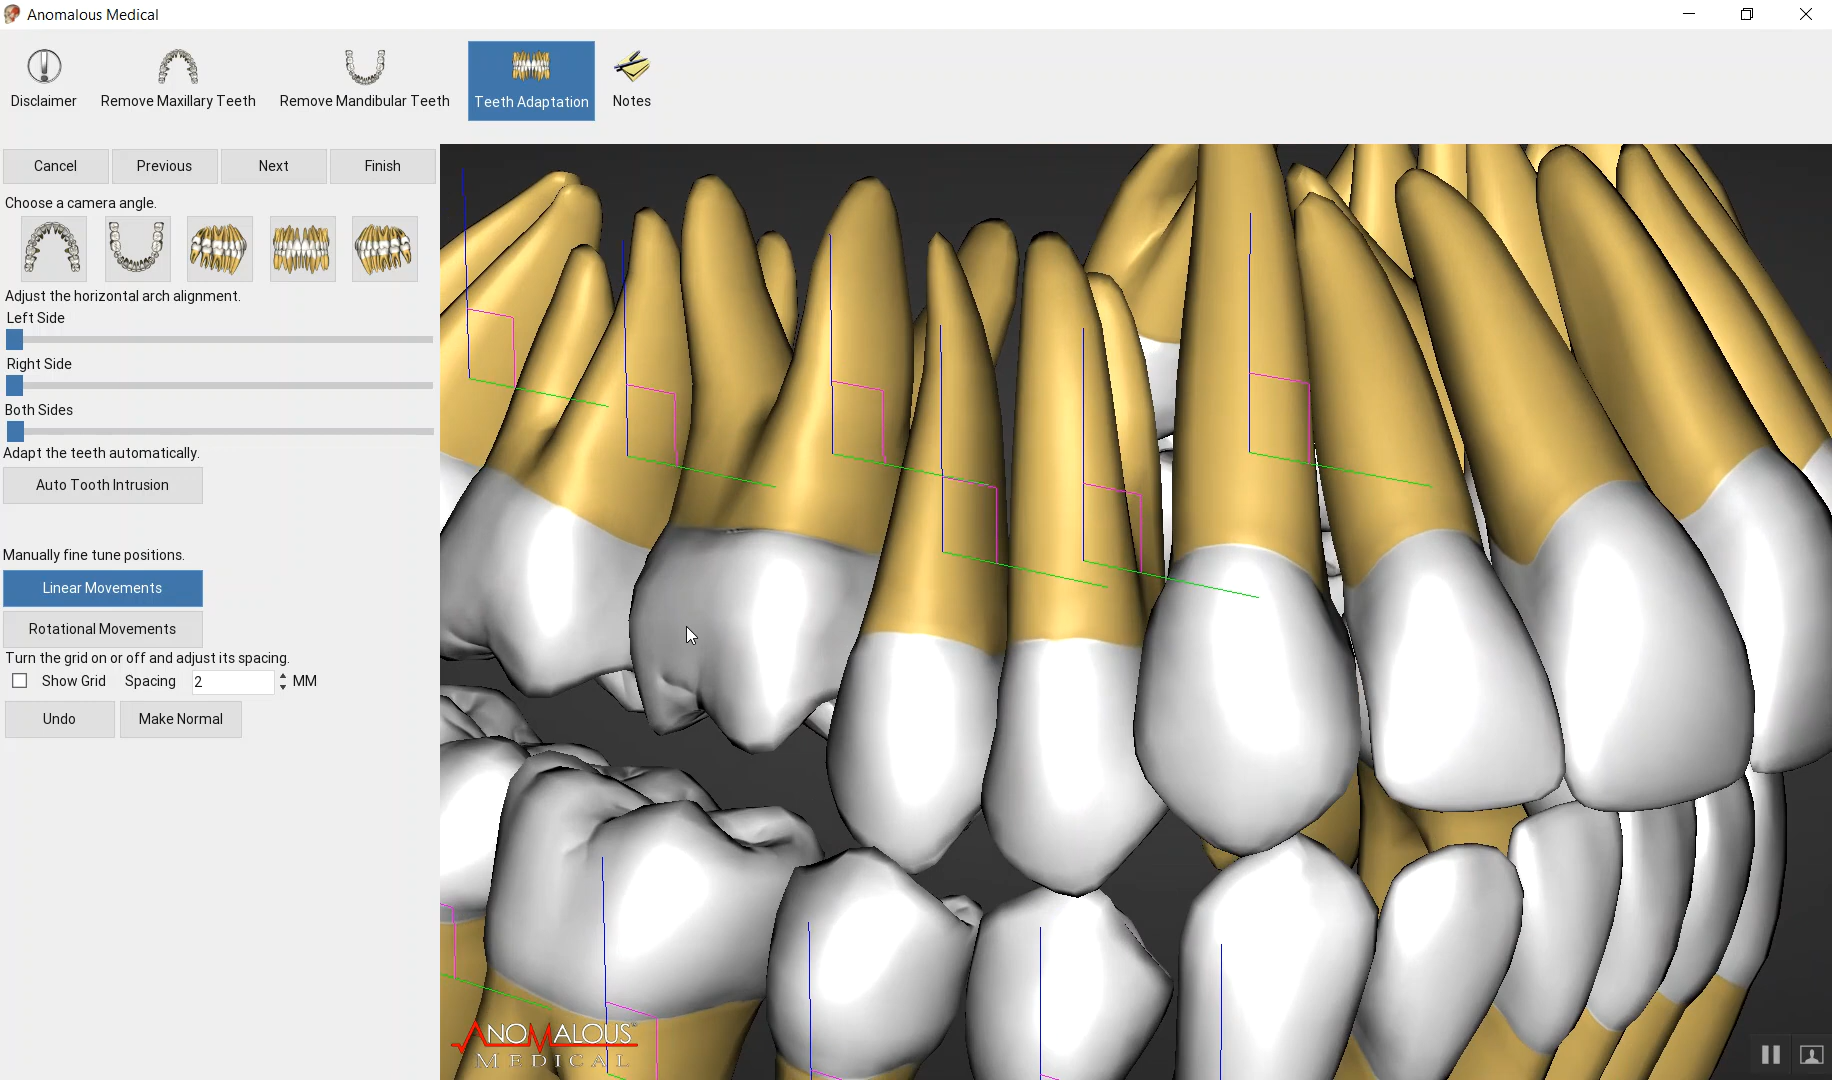 Anomalous Medical
Disclaimer
Remove Maxillary Teeth
Remove Mandibular Teeth
Teeth Adaptation
Notes
Cancel
Previous
Next
Finish
Choose a camera angle.
Adjust the horizontal arch alignment.
Left Side
Right Side
Both Sides
Adapt the teeth automatically.
Auto Tooth Intrusion
Manually fine tune positions.
Linear Movements
Rotational Movements
Turn the grid on or off and adjust its spacing.
Show Grid Spacing 2 MM
Undo
Make Normal
ANOMALOUS
MEDICAL